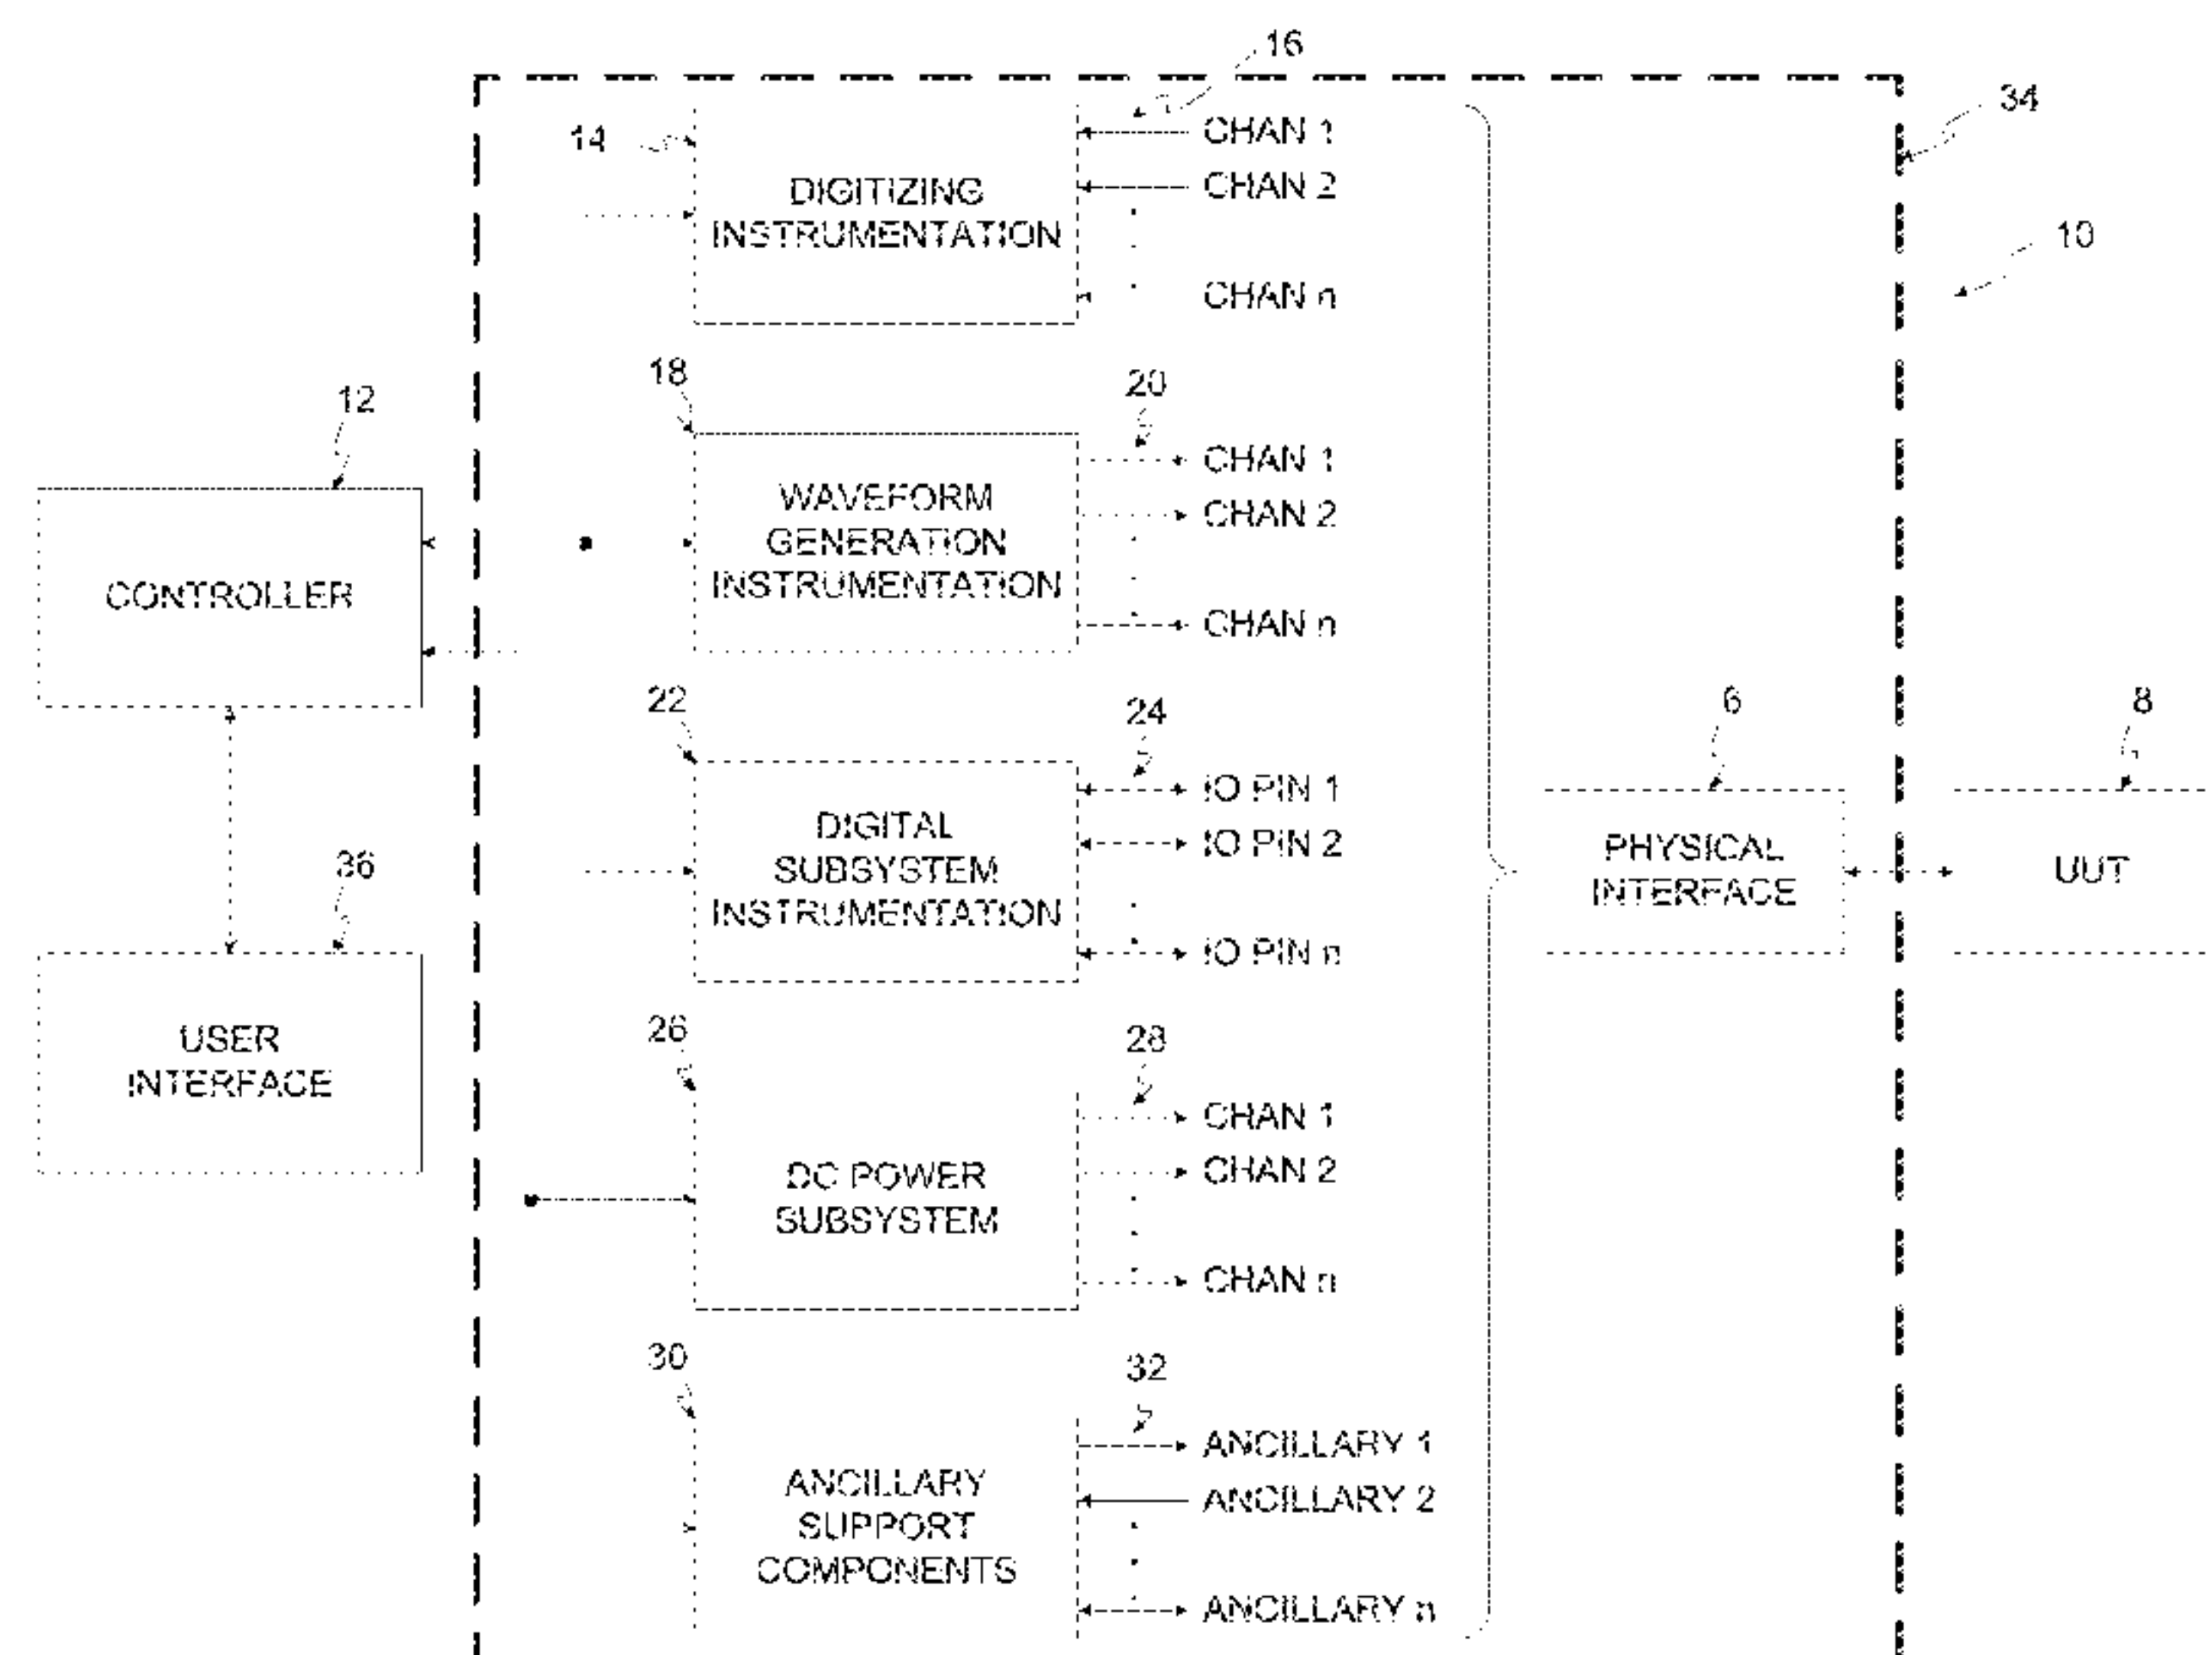 16
34
14
CHAN 1
CHAN 2
DIGITIZING
INSTRUMENTATION
10
CHAN n
18
20
12
CHAN 1
WAVEFORM
GENERATION
INSTRUMENTATION
CHAN 2
CONTROLLER
CHAN n
22
24
6
8
IO PIN 1
DIGITAL
SUBSYSTEM
INSTRUMENTATION
IO PIN 2
PHYSICAL
INTERFACE
UUT
36
IO PIN n
USER
INTERFACE
26
28
CHAN 1
DC POWER
SUBSYSTEM
CHAN 2
CHAN n
30
32
ANCILLARY 1
ANCILLARY
SUPPORT
COMPONENTS
ANCILLARY 2
ANCILLARY n